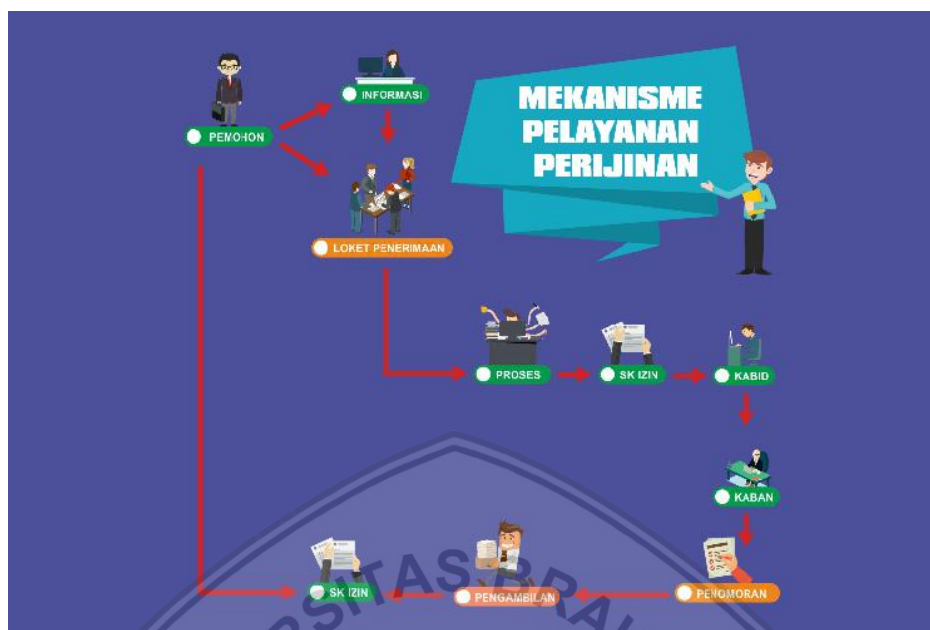 MEKANISME
PELAYANAN
PERIJINAN
PEMOHON
INFORMASI
LOKET PENERIMAAN
PROSES
SK IZIN
KABID
KABAN
PENOMORAN
PENGAMBILAN
SK IZIN